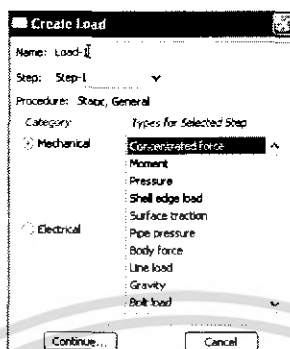 Create Load
Name: Load-1
Step: Step-1
Procedure: Static, General
Category
Types for Selected Step
Mechanical
Electrical
Concentrated force
Moment
Pressure
Shell edge load
Surface traction
Pipe pressure
Body force
Line load
Gravity
Bolt load
Continue...
Cancel